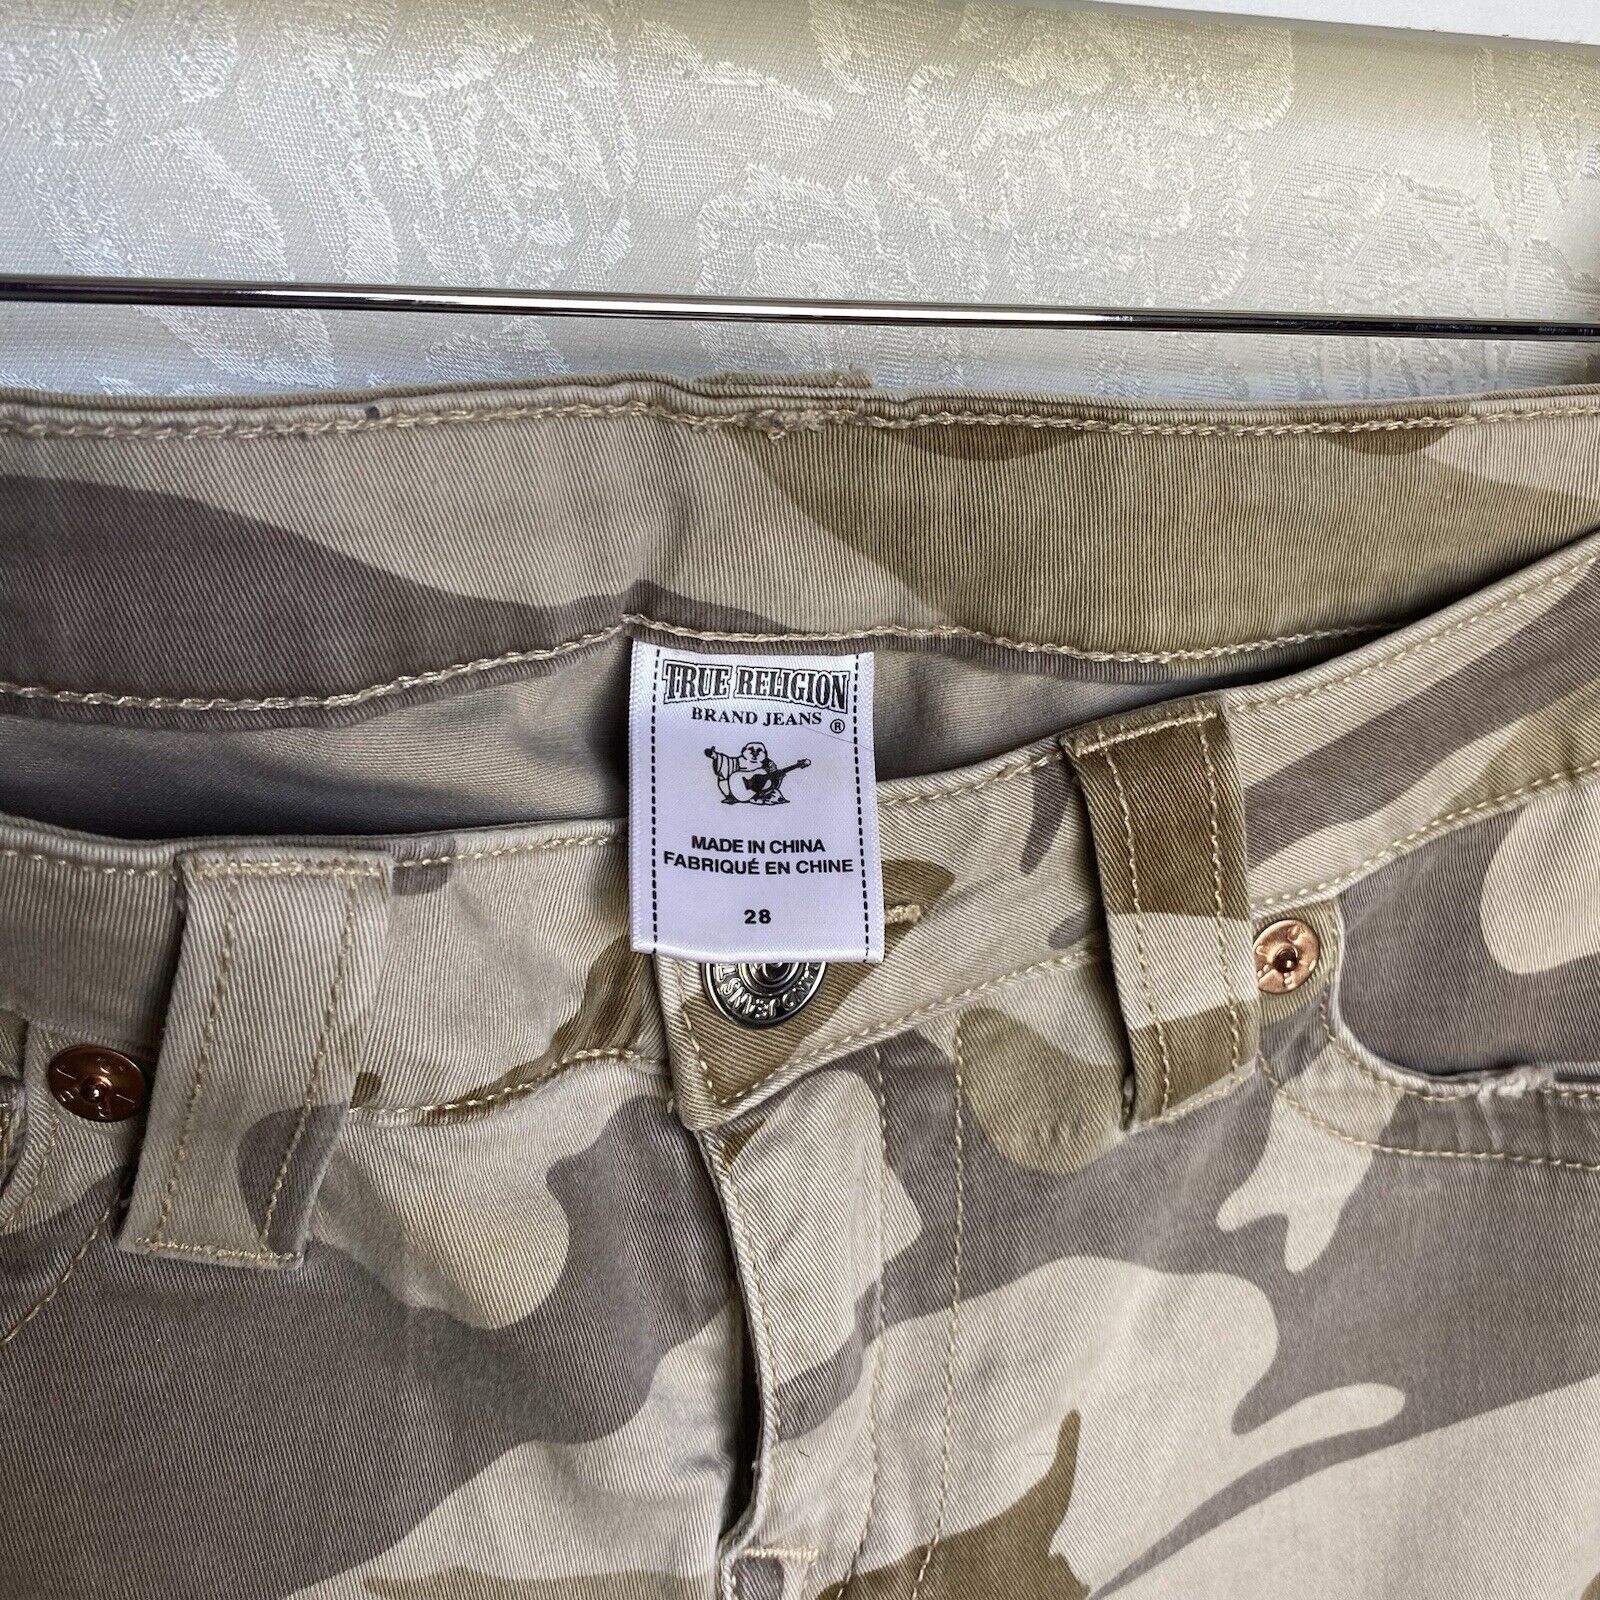 TRUE RELIGION
BRAND JEANS ®
MADE IN CHINA
FABRIQUÉ EN CHINE
28